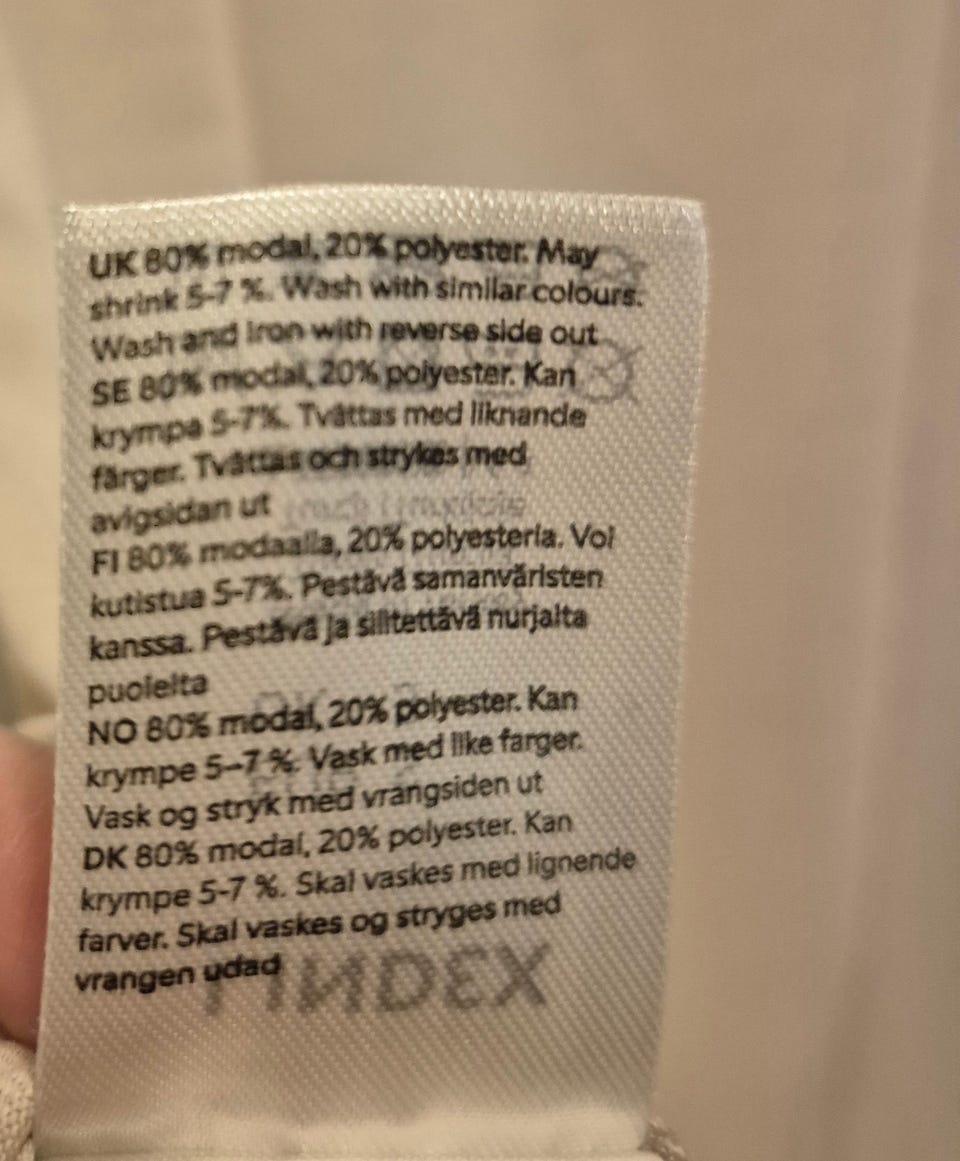 UK 80% modal, 20% polyester. May
shrink 5-7 %. Wash with similar colours.
Wash and iron with reverse side out
SE 80% modal, 20% polyester. Kan
krympa 5-7%. Tvättas med liknande
färger. Tvättas och strykes med
avigsidan ut
FI 80% modaalia, 20% polyesteria. Voi
kutistua 5-7%. Pestävä samanväristen
kanssa. Pestävä ja silitettävä nurjalta
puolelta
NO 80% modal, 20% polyester. Kan
krympe 5–7 %. Vask med like farger.
Vask og stryk med vrangsiden ut
DK 80% modal, 20% polyester. Kan
krympe 5-7 %. Skal vaskes med lignende
farver. Skal vaskes og stryges med
vrangen udad